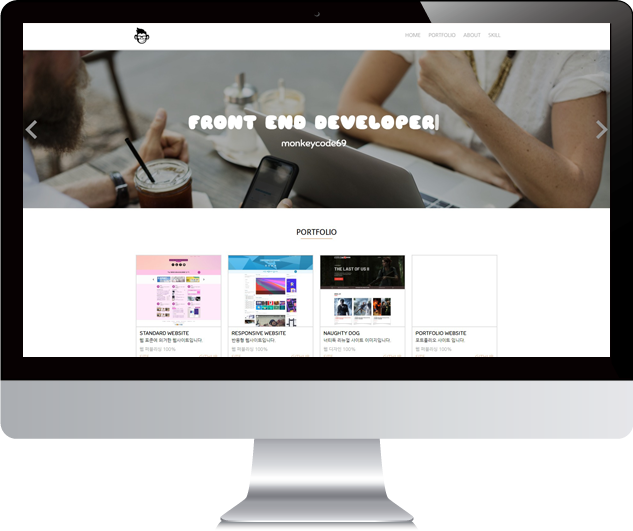 HOME PORTFOLIO ABOUT SKILL
FRONT END DEVELOPER
monkeycode69
PORTFOLIO
THE LAST OF US II
STANDARD WEBSITE
웹 표준에 의거한 웹사이트입니다.
웹 퍼블리싱 100%
RESPONSIVE WEBSITE
반응형 웹사이트입니다.
웹 퍼블리싱 100%
NAUGHTY DOG
너티독 리뉴얼 사이트 이미지입니다.
웹 디자인 100%
PORTFOLIO WEBSITE
포트폴리오 사이트 입니다.
웹 퍼블리싱 100%